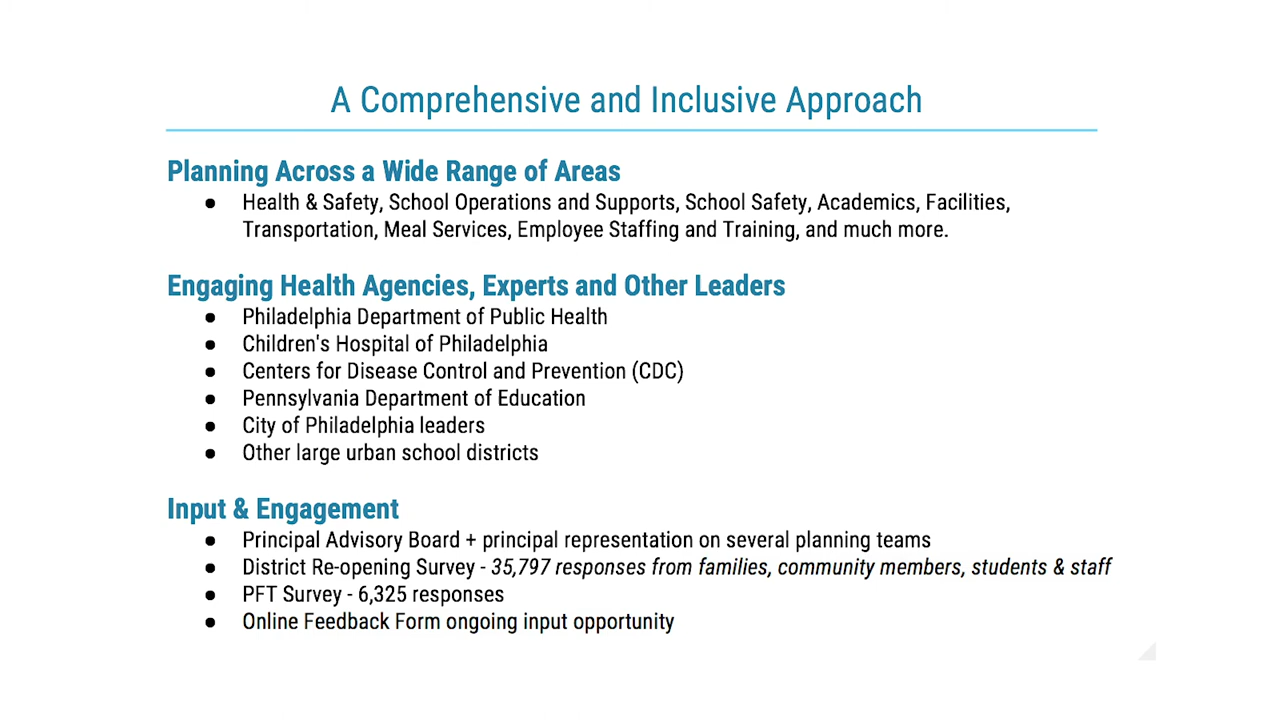 A Comprehensive and Inclusive Approach
Planning Across a Wide Range of Areas
● Health & Safety, School Operations and Supports, School Safety, Academics, Facilities,
Transportation, Meal Services, Employee Staffing and Training, and much more.
Engaging Health Agencies, Experts and Other Leaders
● Philadelphia Department of Public Health
● Children's Hospital of Philadelphia
● Centers for Disease Control and Prevention (CDC)
● Pennsylvania Department of Education
● City of Philadelphia leaders
● Other large urban school districts
Input & Engagement
● Principal Advisory Board + principal representation on several planning teams
● District Re-opening Survey - 35,797 responses from families, community members, students & staff
● PFT Survey - 6,325 responses
● Online Feedback Form ongoing input opportunity